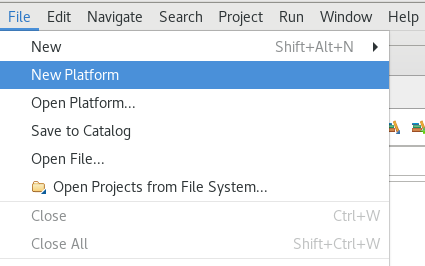 File Edit Navigate Search Project Run Window Help
New Shift+Alt+N
New Platform
Open Platform...
Save to Catalog
Open File...
Open Projects from File System...
Close Ctrl+W
Close All Shift+Ctrl+W